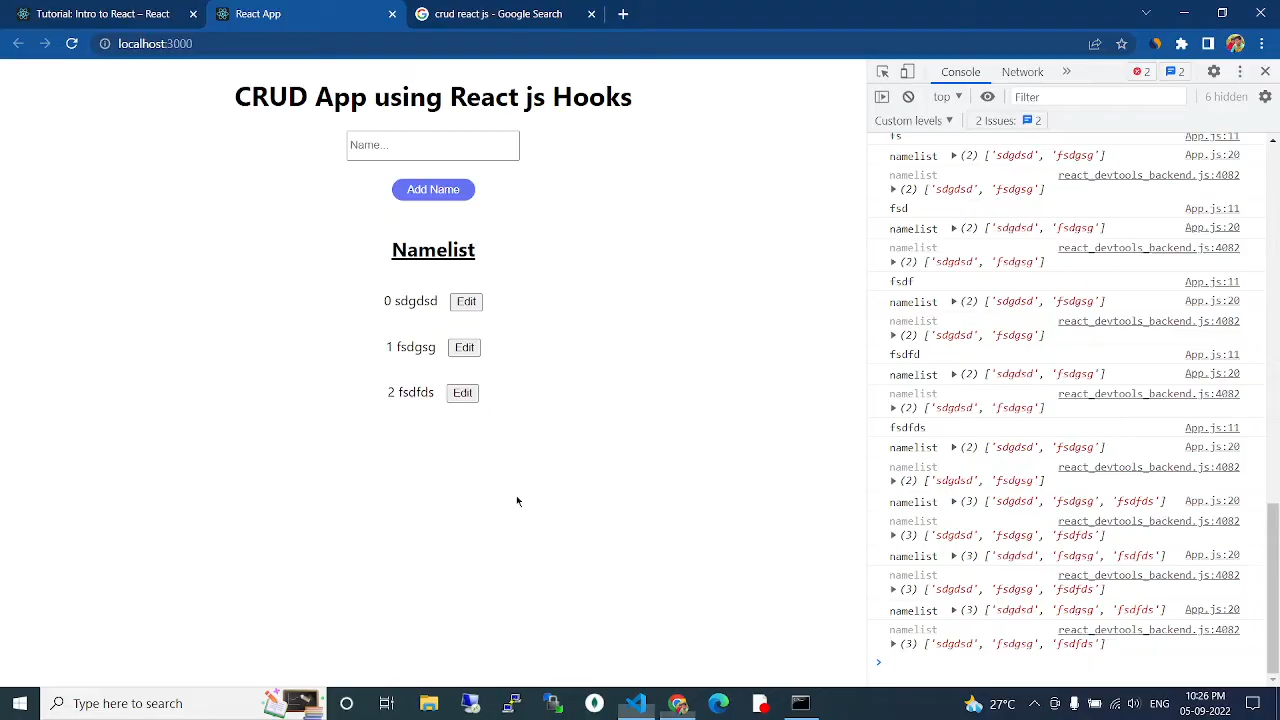 Tutorial: Intro to React – React
React App
crud react js - Google Search
localhost:3000
CRUD App using React js Hooks
Name...
Add Name
Namelist
0 sdgdsd Edit
1 fsdgsg Edit
2 fsdfds Edit
Console Network 2 2
top Filter 6 hidden
Custom levels 2 Issues: 2
fs App.js:11
namelist (2) ['sdgdsd', 'fsdgsg'] App.js:20
namelist react_devtools_backend.js:4082
(2) ['sdgdsd', 'fsdgsg']
fsd App.js:11
namelist (2) ['sdgdsd', 'fsdgsg'] App.js:20
namelist react_devtools_backend.js:4082
(2) ['sdgdsd', 'fsdgsg']
fsdf App.js:11
namelist (2) ['sdgdsd', 'fsdgsg'] App.js:20
namelist react_devtools_backend.js:4082
(2) ['sdgdsd', 'fsdgsg']
fsdfd App.js:11
namelist (2) ['sdgdsd', 'fsdgsg'] App.js:20
namelist react_devtools_backend.js:4082
(2) ['sdgdsd', 'fsdgsg']
fsdfds App.js:11
namelist (2) ['sdgdsd', 'fsdgsg'] App.js:20
namelist react_devtools_backend.js:4082
(2) ['sdgdsd', 'fsdgsg']
namelist (3) ['sdgdsd', 'fsdgsg', 'fsdfds'] App.js:20
namelist react_devtools_backend.js:4082
(3) ['sdgdsd', 'fsdgsg', 'fsdfds']
namelist (3) ['sdgdsd', 'fsdgsg', 'fsdfds'] App.js:20
namelist react_devtools_backend.js:4082
(3) ['sdgdsd', 'fsdgsg', 'fsdfds']
namelist (3) ['sdgdsd', 'fsdgsg', 'fsdfds'] App.js:20
namelist react_devtools_backend.js:4082
(3) ['sdgdsd', 'fsdgsg', 'fsdfds']
Type here to search
ENG
10:26 PM
05-09-2022